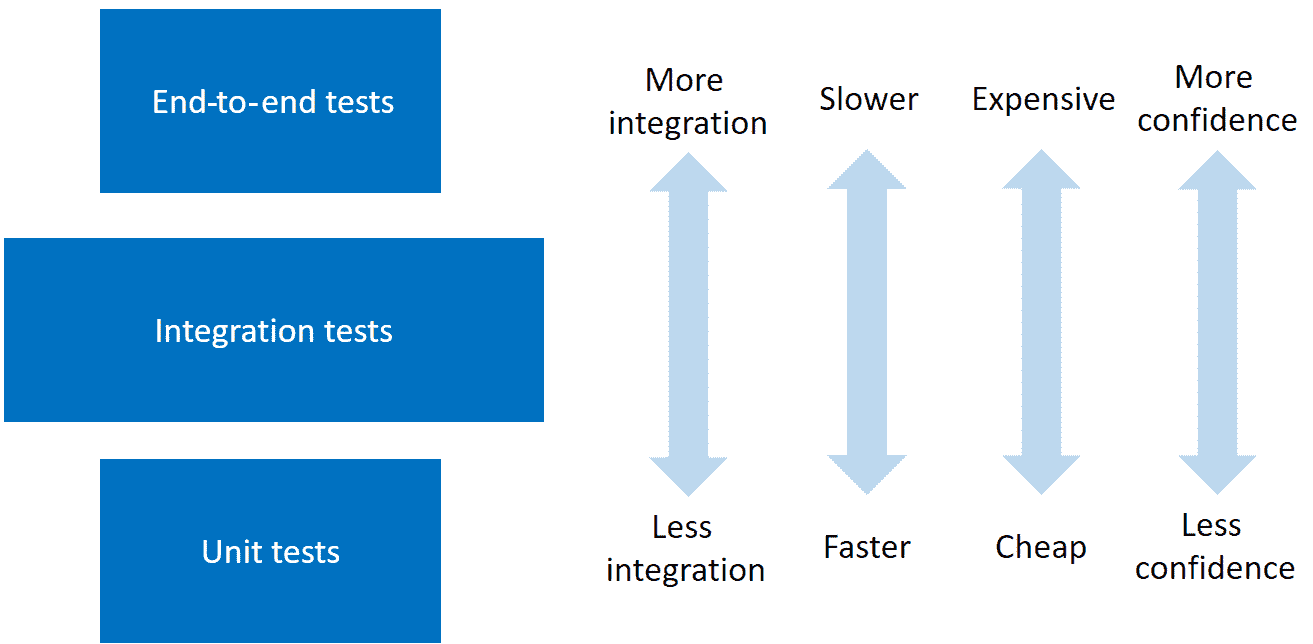 End-to-end tests
Integration tests
Unit tests
More
integration
Slower
Expensive
More
confidence
Less
integration
Faster
Cheap
Less
confidence